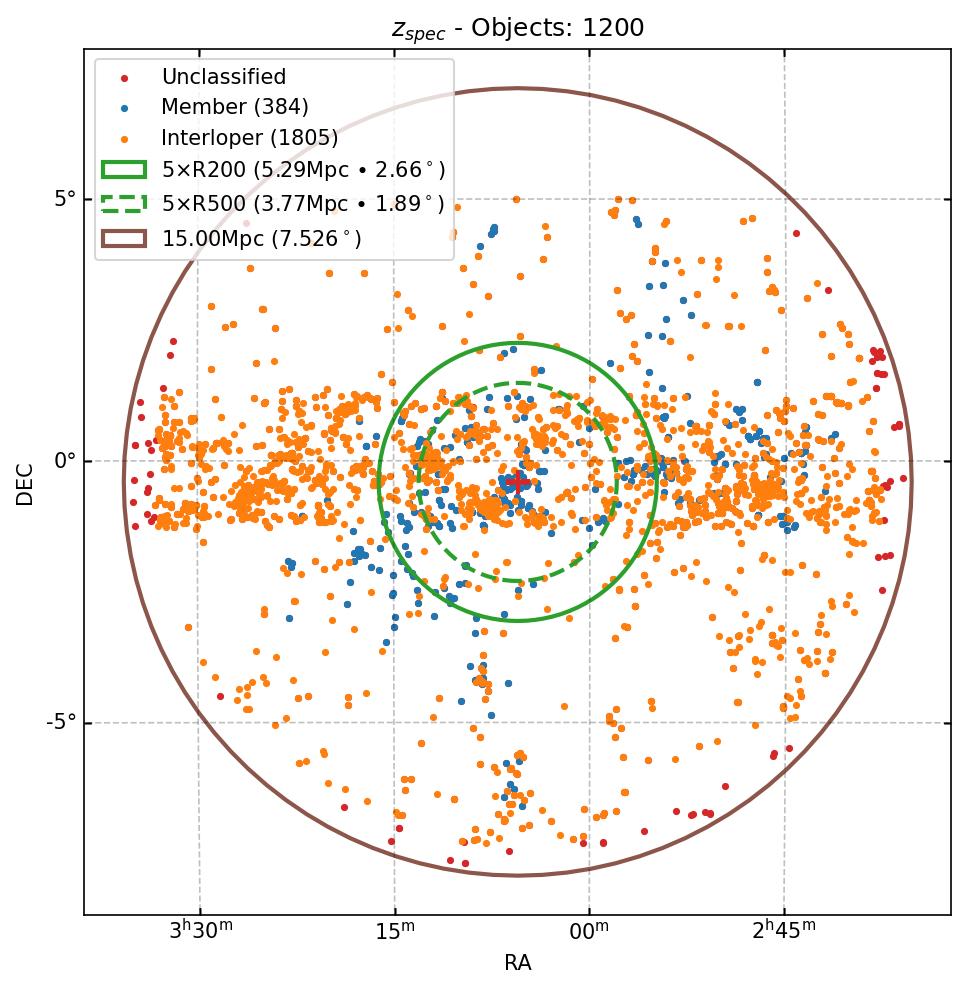 z_spec - Objects: 1200
Unclassified
Member (384)
Interloper (1805)
5×R200 (5.29Mpc • 2.66°)
5×R500 (3.77Mpc • 1.89°)
15.00Mpc (7.526°)
5°
0°
-5°
DEC
3ʰ30ᵐ 15ᵐ 00ᵐ 2ʰ45ᵐ
RA